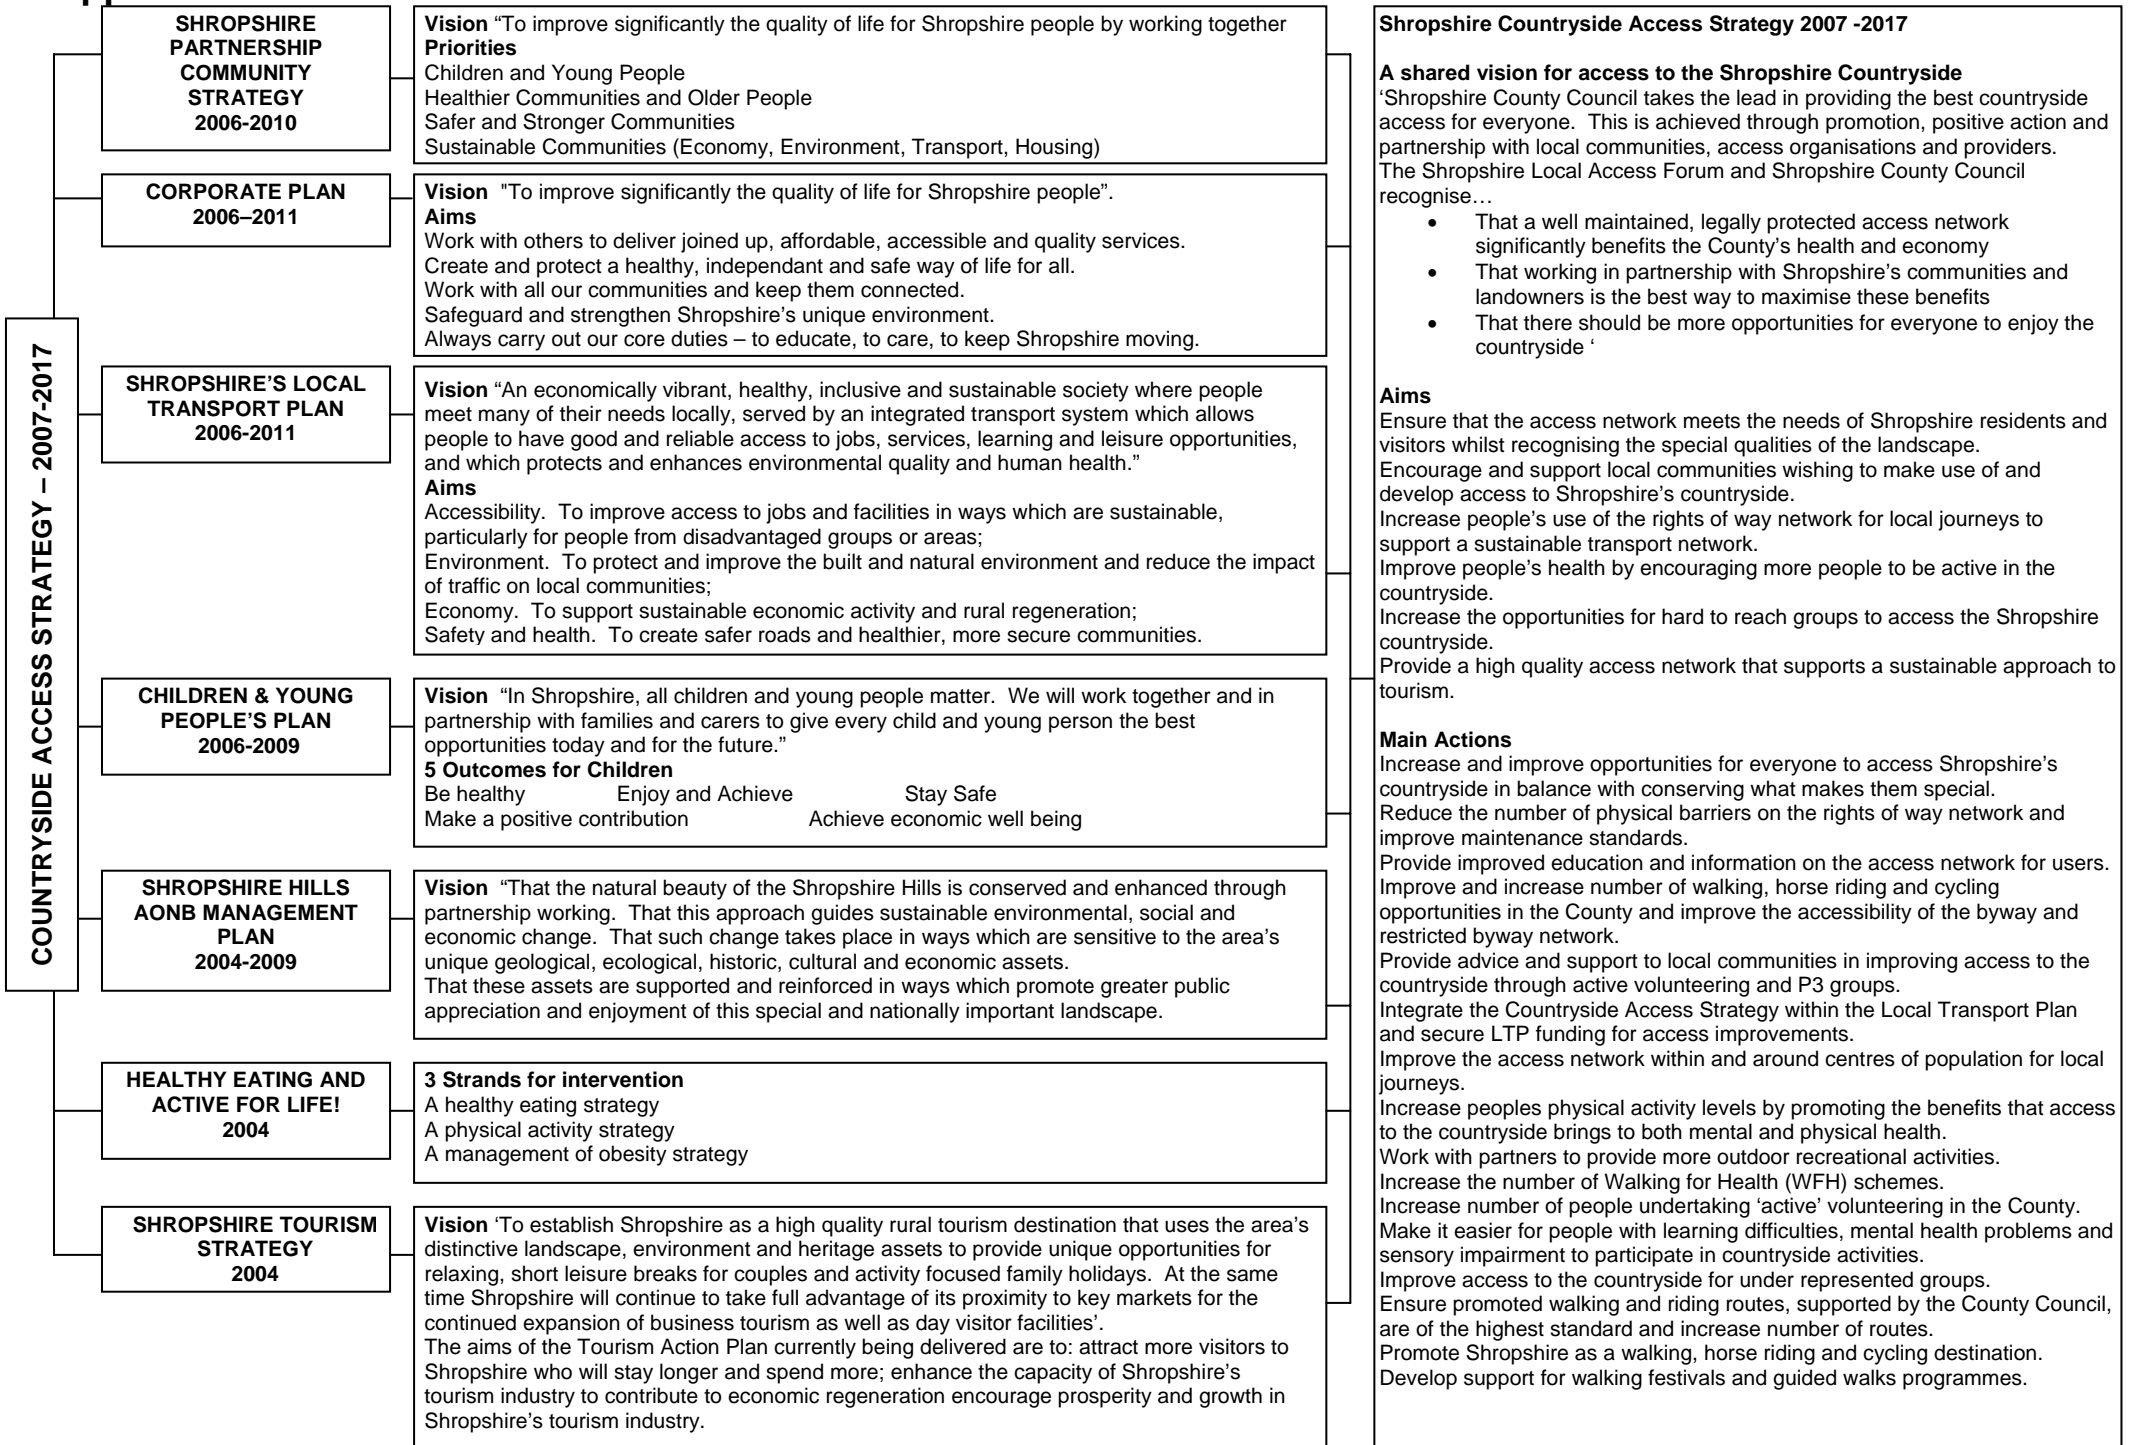 COUNTRYSIDE ACCESS STRATEGY – 2007-2017
SHROPSHIRE
PARTNERSHIP
COMMUNITY
STRATEGY
2006-2010
Vision “To improve significantly the quality of life for Shropshire people by working together
Priorities
Children and Young People
Healthier Communities and Older People
Safer and Stronger Communities
Sustainable Communities (Economy, Environment, Transport, Housing)
CORPORATE PLAN
2006–2011
Vision "To improve significantly the quality of life for Shropshire people”.
Aims
Work with others to deliver joined up, affordable, accessible and quality services.
Create and protect a healthy, independant and safe way of life for all.
Work with all our communities and keep them connected.
Safeguard and strengthen Shropshire’s unique environment.
Always carry out our core duties – to educate, to care, to keep Shropshire moving.
SHROPSHIRE’S LOCAL
TRANSPORT PLAN
2006-2011
Vision “An economically vibrant, healthy, inclusive and sustainable society where people
meet many of their needs locally, served by an integrated transport system which allows
people to have good and reliable access to jobs, services, learning and leisure opportunities,
and which protects and enhances environmental quality and human health.”
Aims
Accessibility. To improve access to jobs and facilities in ways which are sustainable,
particularly for people from disadvantaged groups or areas;
Environment. To protect and improve the built and natural environment and reduce the impact
of traffic on local communities;
Economy. To support sustainable economic activity and rural regeneration;
Safety and health. To create safer roads and healthier, more secure communities.
CHILDREN & YOUNG
PEOPLE’S PLAN
2006-2009
Vision “In Shropshire, all children and young people matter. We will work together and in
partnership with families and carers to give every child and young person the best
opportunities today and for the future.”
5 Outcomes for Children
Be healthy Enjoy and Achieve Stay Safe
Make a positive contribution Achieve economic well being
SHROPSHIRE HILLS
AONB MANAGEMENT
PLAN
2004-2009
Vision “That the natural beauty of the Shropshire Hills is conserved and enhanced through
partnership working. That this approach guides sustainable environmental, social and
economic change. That such change takes place in ways which are sensitive to the area’s
unique geological, ecological, historic, cultural and economic assets.
That these assets are supported and reinforced in ways which promote greater public
appreciation and enjoyment of this special and nationally important landscape.
HEALTHY EATING AND
ACTIVE FOR LIFE!
2004
3 Strands for intervention
A healthy eating strategy
A physical activity strategy
A management of obesity strategy
SHROPSHIRE TOURISM
STRATEGY
2004
Vision ‘To establish Shropshire as a high quality rural tourism destination that uses the area’s
distinctive landscape, environment and heritage assets to provide unique opportunities for
relaxing, short leisure breaks for couples and activity focused family holidays. At the same
time Shropshire will continue to take full advantage of its proximity to key markets for the
continued expansion of business tourism as well as day visitor facilities’.
The aims of the Tourism Action Plan currently being delivered are to: attract more visitors to
Shropshire who will stay longer and spend more; enhance the capacity of Shropshire’s
tourism industry to contribute to economic regeneration encourage prosperity and growth in
Shropshire’s tourism industry.
Shropshire Countryside Access Strategy 2007 -2017
A shared vision for access to the Shropshire Countryside
‘Shropshire County Council takes the lead in providing the best countryside
access for everyone. This is achieved through promotion, positive action and
partnership with local communities, access organisations and providers.
The Shropshire Local Access Forum and Shropshire County Council
recognise…
• That a well maintained, legally protected access network
significantly benefits the County’s health and economy
• That working in partnership with Shropshire’s communities and
landowners is the best way to maximise these benefits
• That there should be more opportunities for everyone to enjoy the
countryside ‘
Aims
Ensure that the access network meets the needs of Shropshire residents and
visitors whilst recognising the special qualities of the landscape.
Encourage and support local communities wishing to make use of and
develop access to Shropshire’s countryside.
Increase people’s use of the rights of way network for local journeys to
support a sustainable transport network.
Improve people’s health by encouraging more people to be active in the
countryside.
Increase the opportunities for hard to reach groups to access the Shropshire
countryside.
Provide a high quality access network that supports a sustainable approach to
tourism.
Main Actions
Increase and improve opportunities for everyone to access Shropshire’s
countryside in balance with conserving what makes them special.
Reduce the number of physical barriers on the rights of way network and
improve maintenance standards.
Provide improved education and information on the access network for users.
Improve and increase number of walking, horse riding and cycling
opportunities in the County and improve the accessibility of the byway and
restricted byway network.
Provide advice and support to local communities in improving access to the
countryside through active volunteering and P3 groups.
Integrate the Countryside Access Strategy within the Local Transport Plan
and secure LTP funding for access improvements.
Improve the access network within and around centres of population for local
journeys.
Increase peoples physical activity levels by promoting the benefits that access
to the countryside brings to both mental and physical health.
Work with partners to provide more outdoor recreational activities.
Increase the number of Walking for Health (WFH) schemes.
Increase number of people undertaking ‘active’ volunteering in the County.
Make it easier for people with learning difficulties, mental health problems and
sensory impairment to participate in countryside activities.
Improve access to the countryside for under represented groups.
Ensure promoted walking and riding routes, supported by the County Council,
are of the highest standard and increase number of routes.
Promote Shropshire as a walking, horse riding and cycling destination.
Develop support for walking festivals and guided walks programmes.